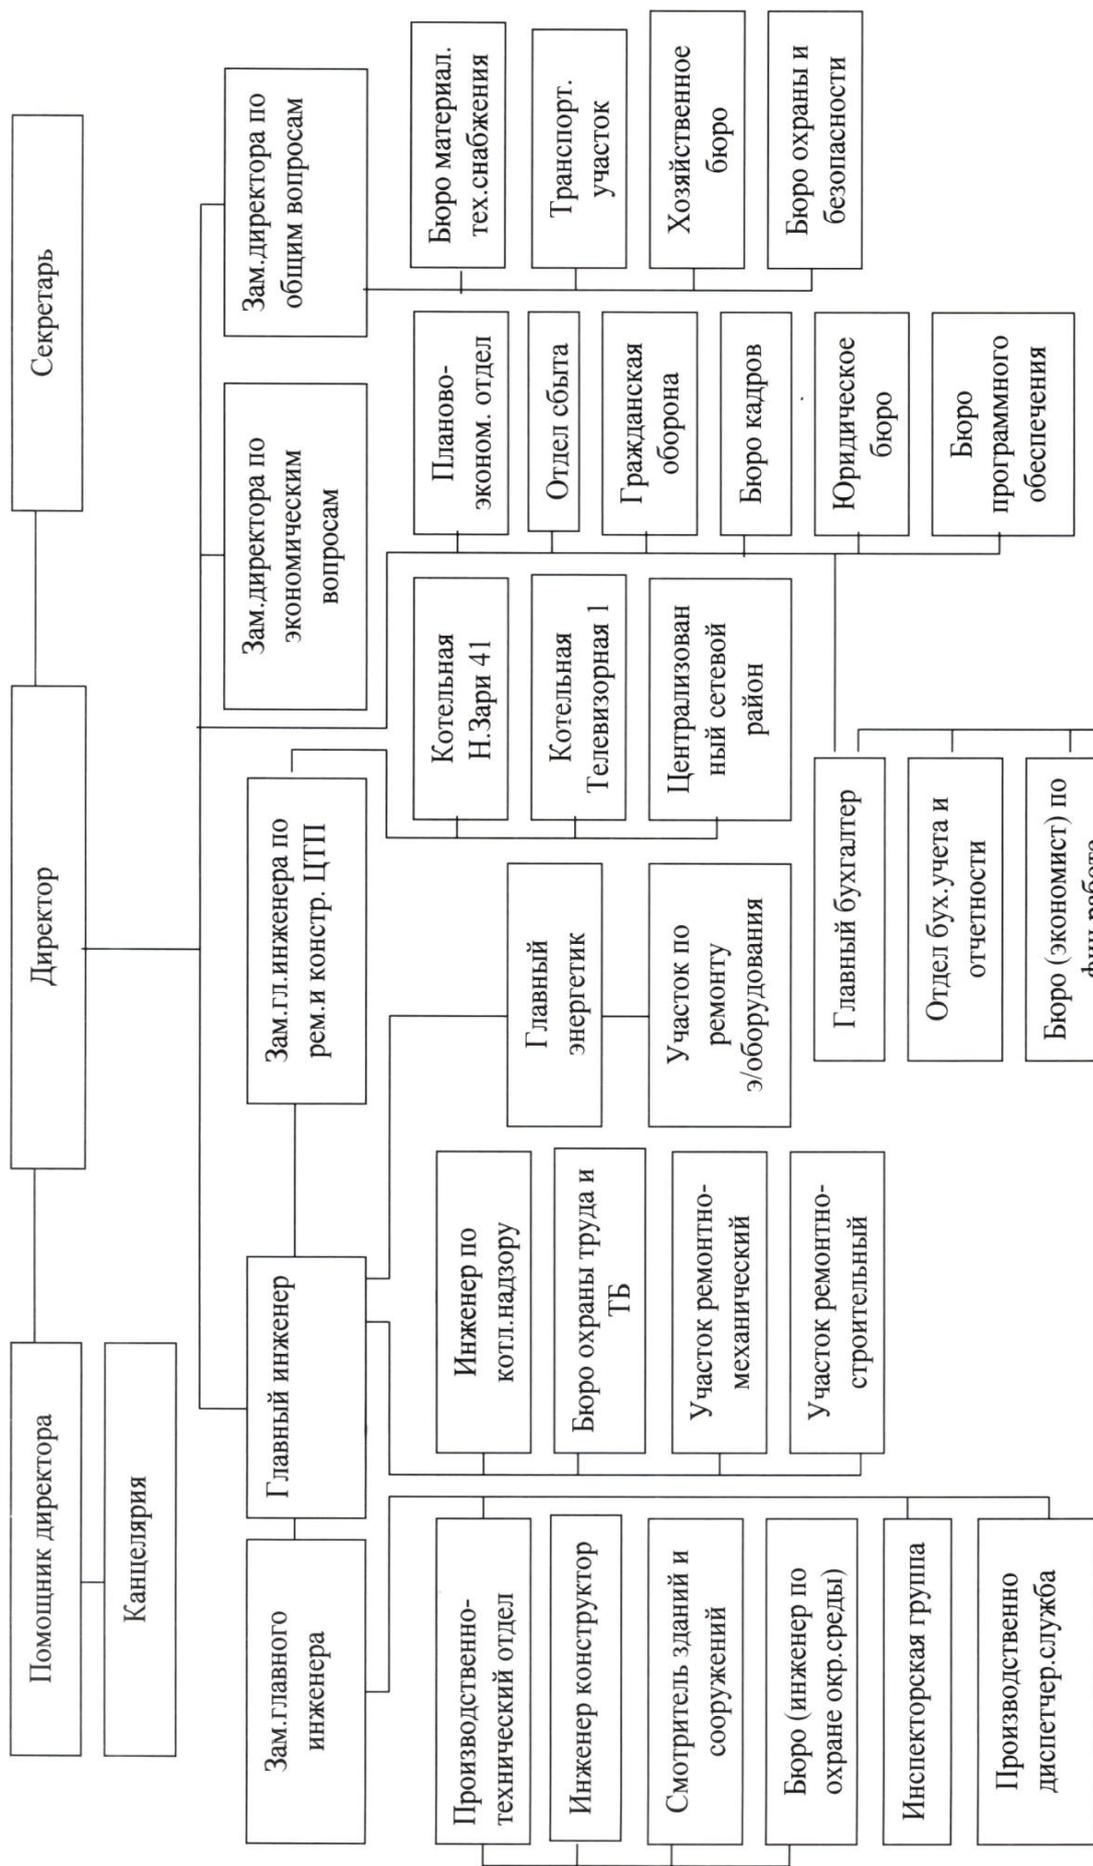 Помощник директора
Канцелярия
Директор
Секретарь
Зам.главного
инженера
Главный инженер
Зам.гл.инженера по
рем.и констр. ЦТП
Зам.директора по
экономическим
вопросам
Зам.директора по
общим вопросам
Производственно-
технический отдел
Инженер конструктор
Смотритель зданий и
сооружений
Бюро (инженер по
охране окр.среды)
Инспекторская группа
Производственно
диспетчер.служба
Инженер по
котл.надзору
Бюро охраны труда и
ТБ
Участок ремонтно-
механический
Участок ремонтно-
строительный
Главный
энергетик
Участок по
ремонту
э/оборудования
Котельная
Н.Зари 41
Котельная
Телевизорная 1
Централизован
ный сетевой
район
Главный бухгалтер
Отдел бух.учета и
отчетности
Бюро (экономист) по
Планово-
эконом. отдел
Отдел сбыта
Гражданская
оборона
Бюро кадров
Юридическое
бюро
Бюро
программного
обеспечения
Бюро материал.
тех.снабжения
Транспорт.
участок
Хозяйственное
бюро
Бюро охраны и
безопасности